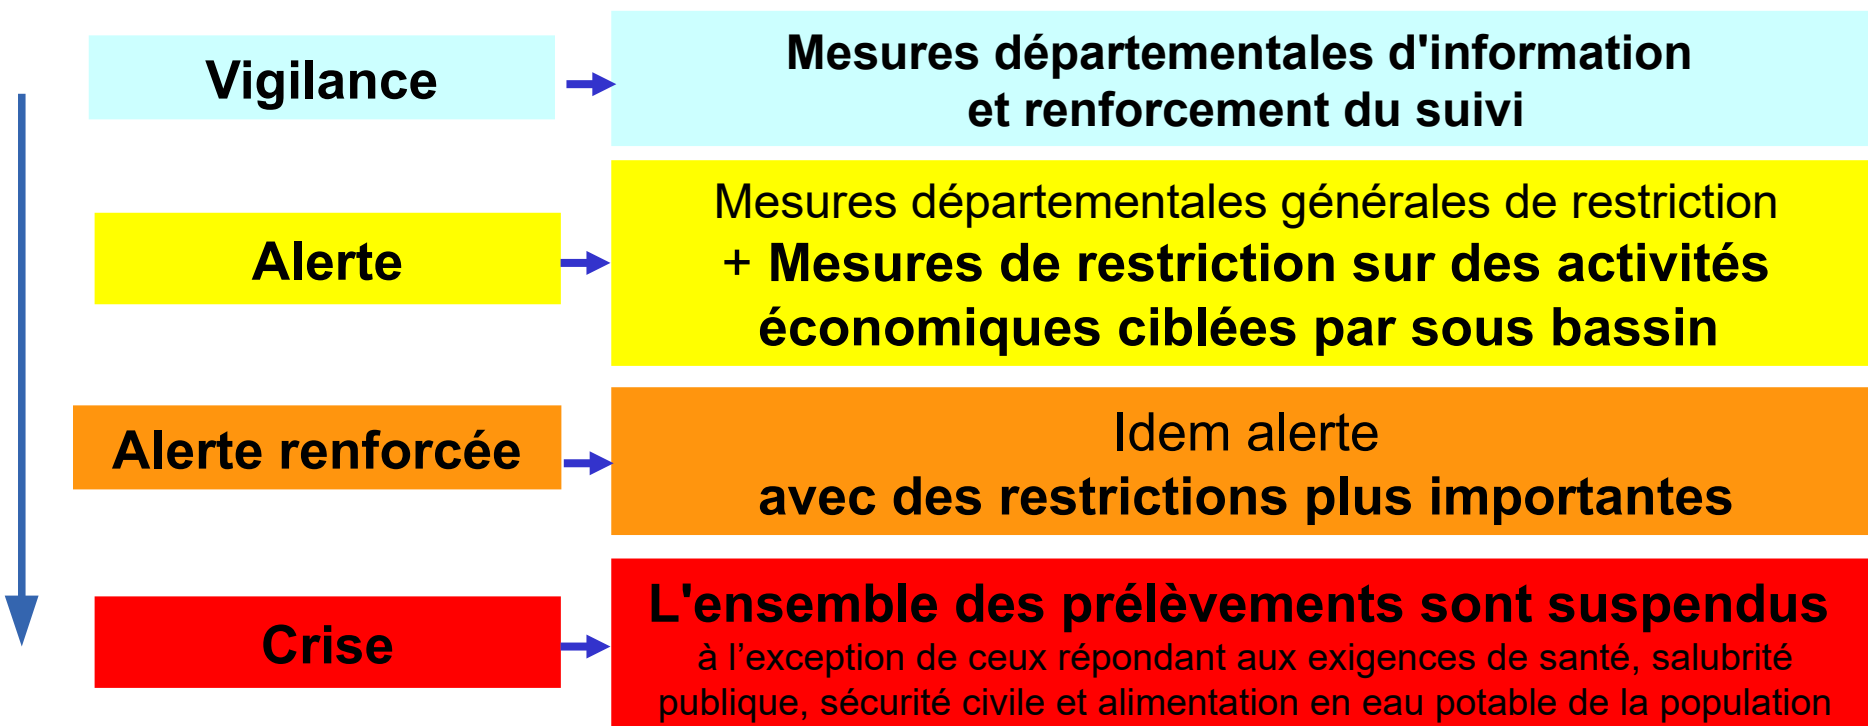 Vigilance
Mesures départementales d'information
et renforcement du suivi
Alerte
Mesures départementales générales de restriction
+ Mesures de restriction sur des activités
économiques ciblées par sous bassin
Alerte renforcée
Idem alerte
avec des restrictions plus importantes
Crise
L'ensemble des prélèvements sont suspendus
à l’exception de ceux répondant aux exigences de santé, salubrité
publique, sécurité civile et alimentation en eau potable de la population